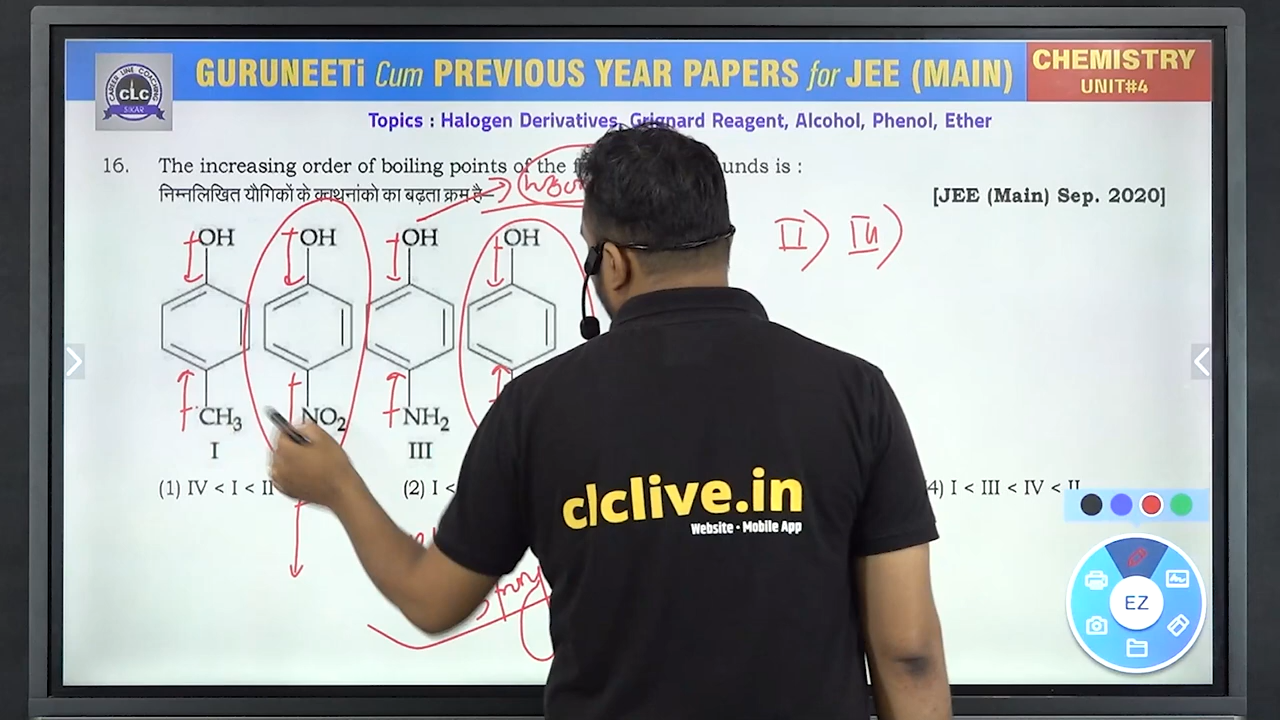 GURUNEETi Cum PREVIOUS YEAR PAPERS for JEE (MAIN)
CHEMISTRY
UNIT#4
CLC
SIKAR
Topics : Halogen Derivatives, Grignard Reagent, Alcohol, Phenol, Ether
16. The increasing order of boiling points of the unds is :
निम्नलिखित यौगिकों के क्वथनांको का बढ़ता क्रम है–
[JEE (Main) Sep. 2020]
OH OH OH OH
II > IV >
CH3 NO2 NH2
I III
(1) IV < I < II (2) I < 4) I < III < IV < II
clclive.in
Website • Mobile App
EZ